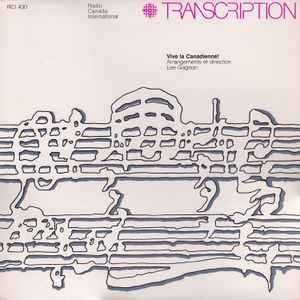 RCI 430
Radio
Canada
International
TRANSCRIPTION
Vive la Canadienne!
Arrangements et direction
Lee Gagnon